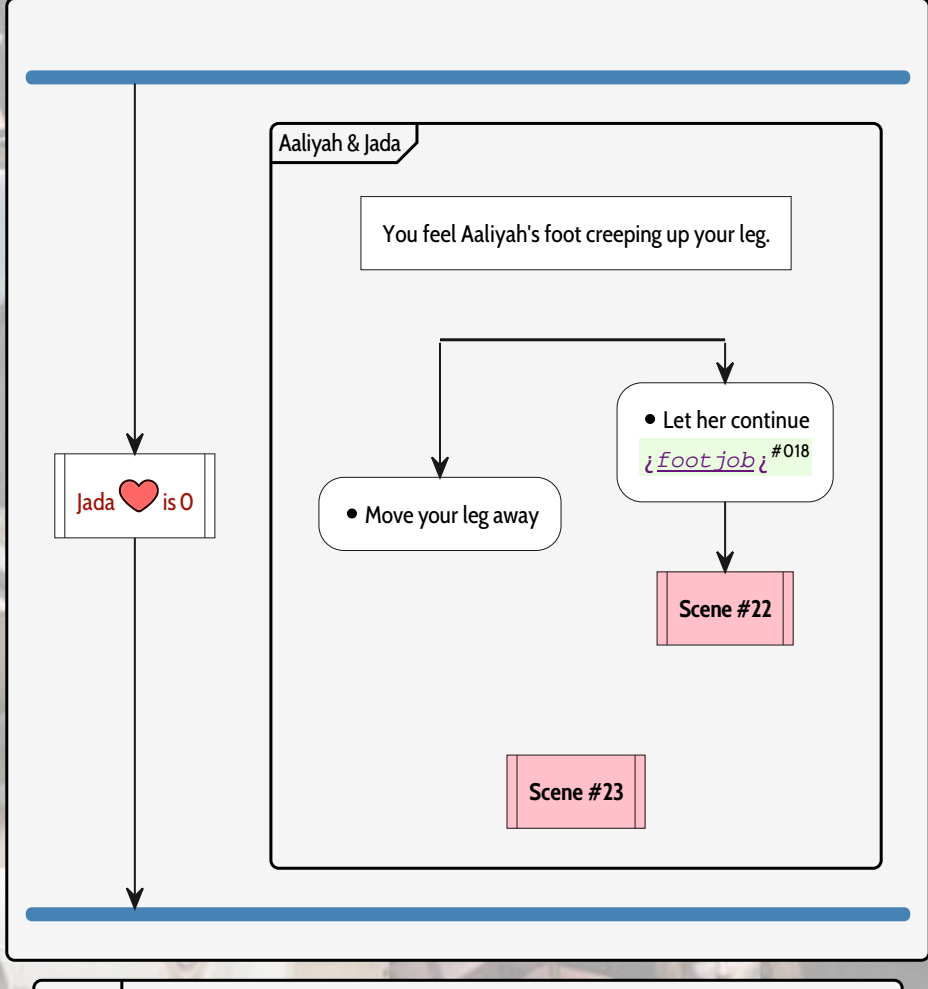 Aaliyah & Jada
You feel Aaliyah's foot creeping up your leg.
• Let her continue
¿footjob¿#018
Jada is 0
• Move your leg away
Scene #22
Scene #23